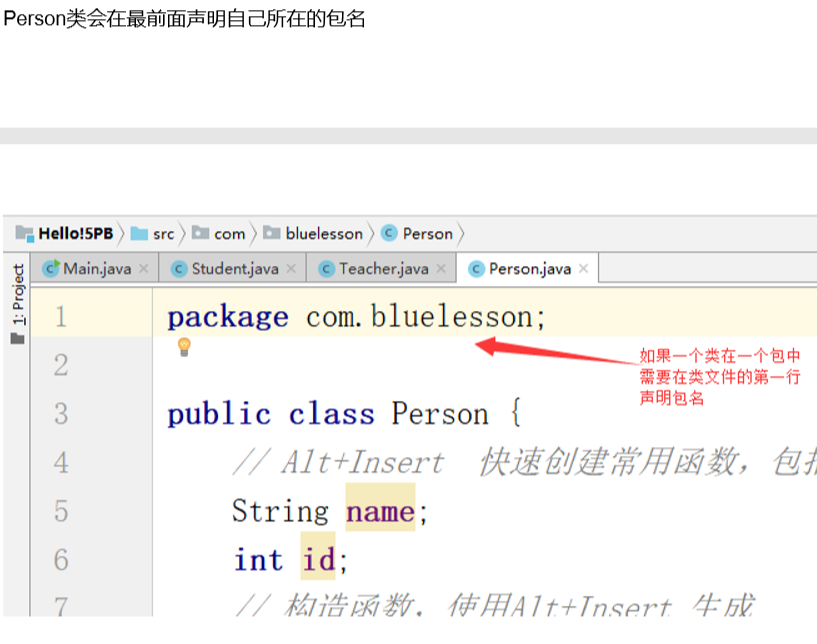 Person类会在最前面声明自己所在的包名
Hello!5PB src com bluelesson Person
Main.java Student.java Teacher.java Person.java
1: Project
1 package com.bluelesson;
如果一个类在一个包中
需要在类文件的第一行
声明包名
2
3 public class Person {
4 // Alt+Insert 快速创建常用函数，包括
5 String name;
6 int id;
7 // 构造函数，使用Alt+Insert 生成